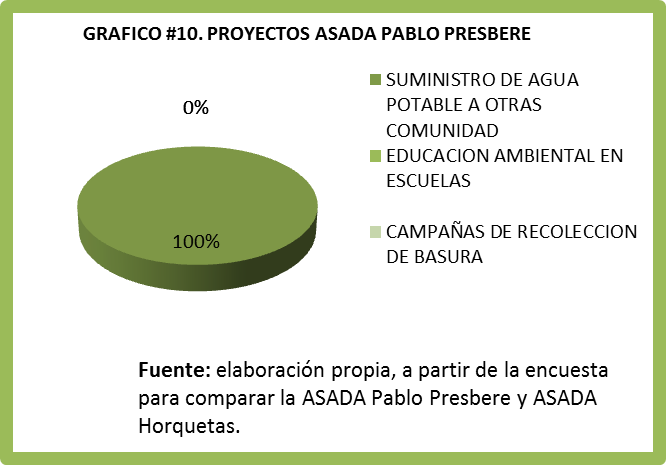 GRAFICO #10. PROYECTOS ASADA PABLO PRESBERE
0%
100%
SUMINISTRO DE AGUA
POTABLE A OTRAS
COMUNIDAD
EDUCACION AMBIENTAL EN
ESCUELAS
CAMPAÑAS DE RECOLECCION
DE BASURA
Fuente: elaboración propia, a partir de la encuesta
para comparar la ASADA Pablo Presbere y ASADA
Horquetas.